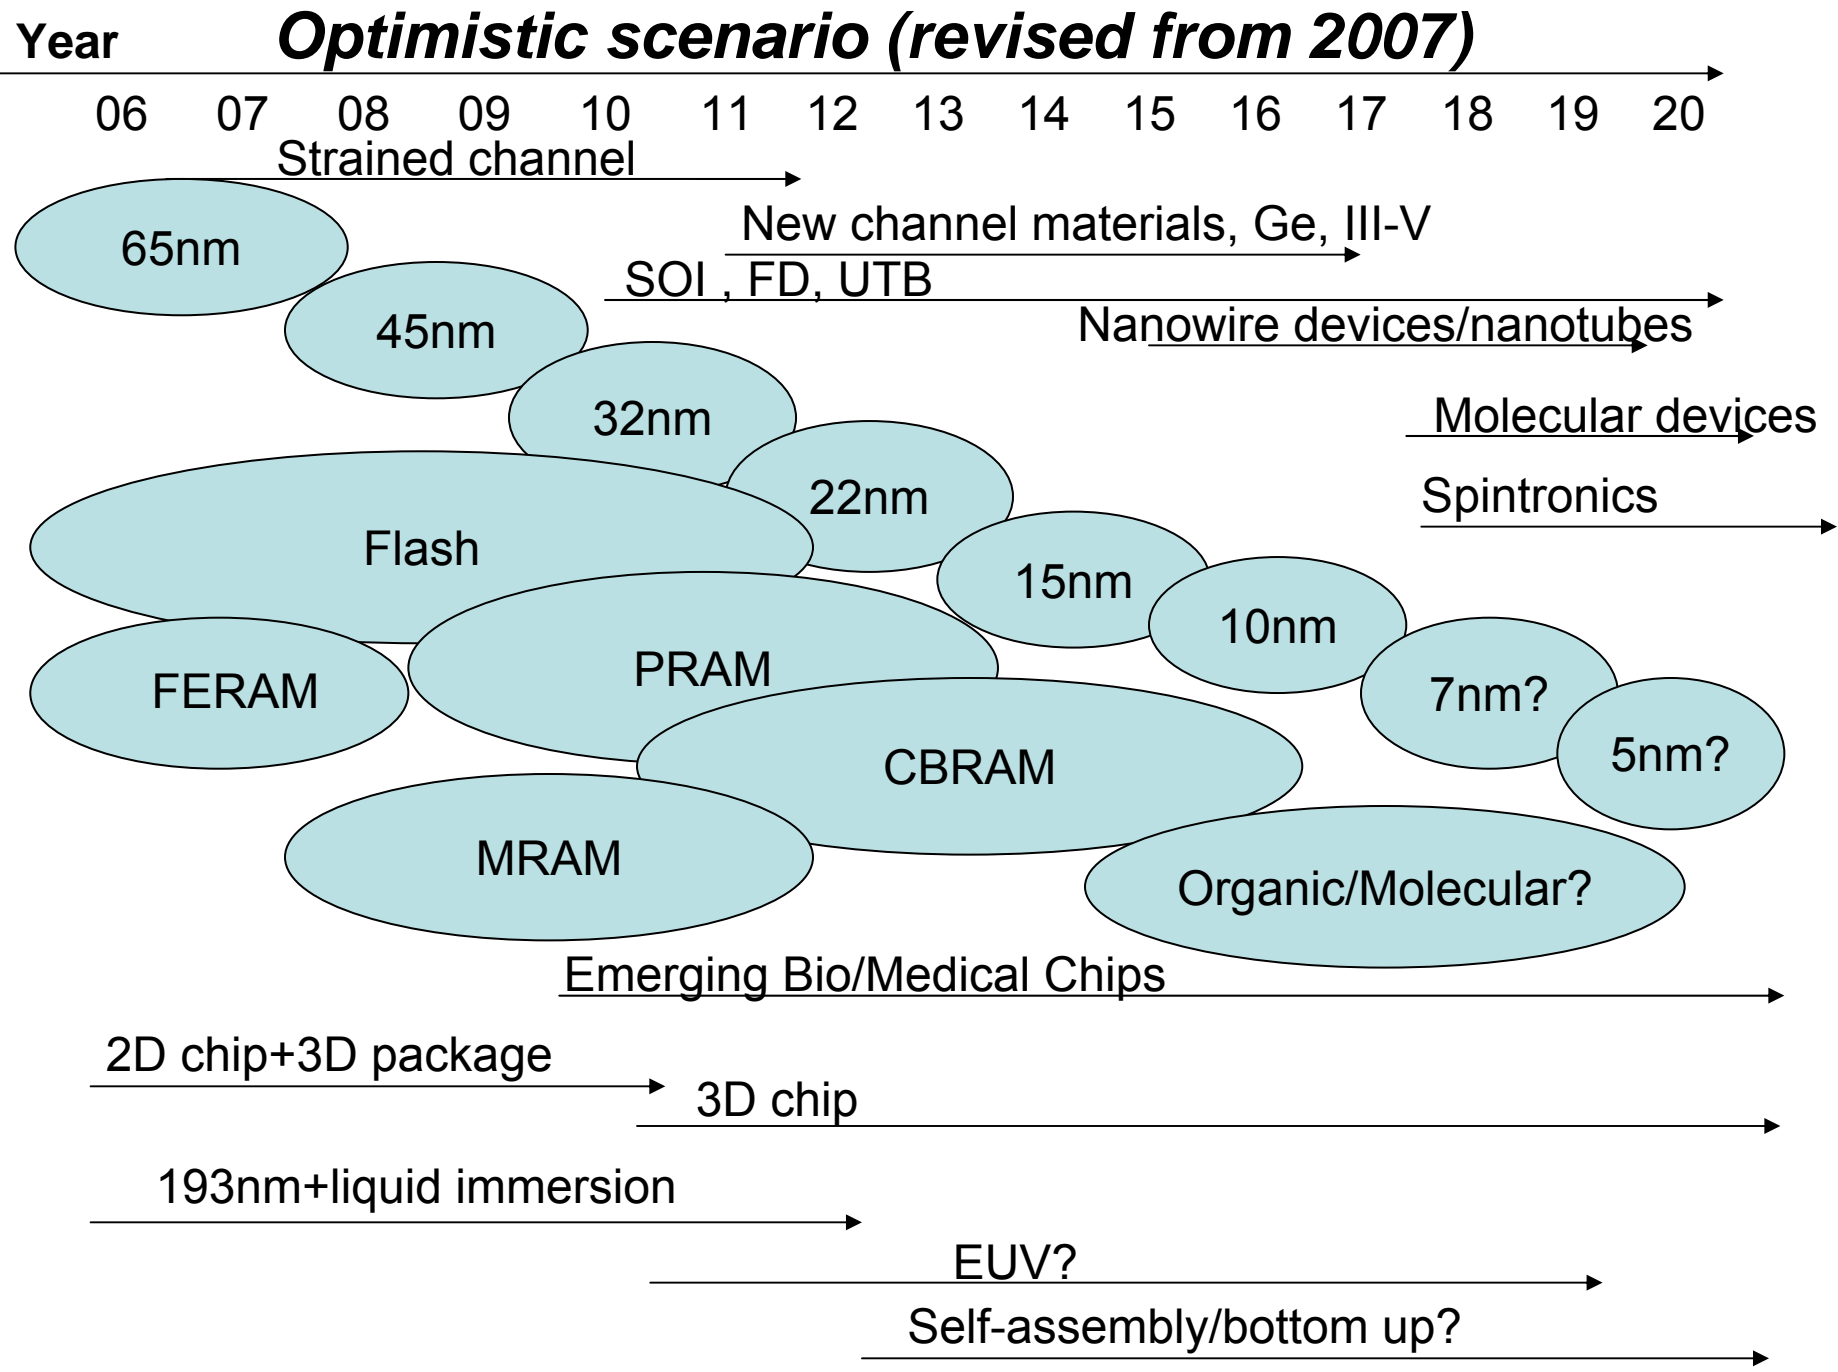 Year
Optimistic scenario (revised from 2007)
06 07 08 09 10 11 12 13 14 15 16 17 18 19 20
Strained channel
New channel materials, Ge, III-V
65nm
SOI , FD, UTB
45nm
Nanowire devices/nanotubes
32nm
Molecular devices
22nm
Spintronics
Flash
15nm
10nm
PRAM
FERAM
7nm?
5nm?
CBRAM
MRAM
Organic/Molecular?
Emerging Bio/Medical Chips
2D chip+3D package
3D chip
193nm+liquid immersion
EUV?
Self-assembly/bottom up?